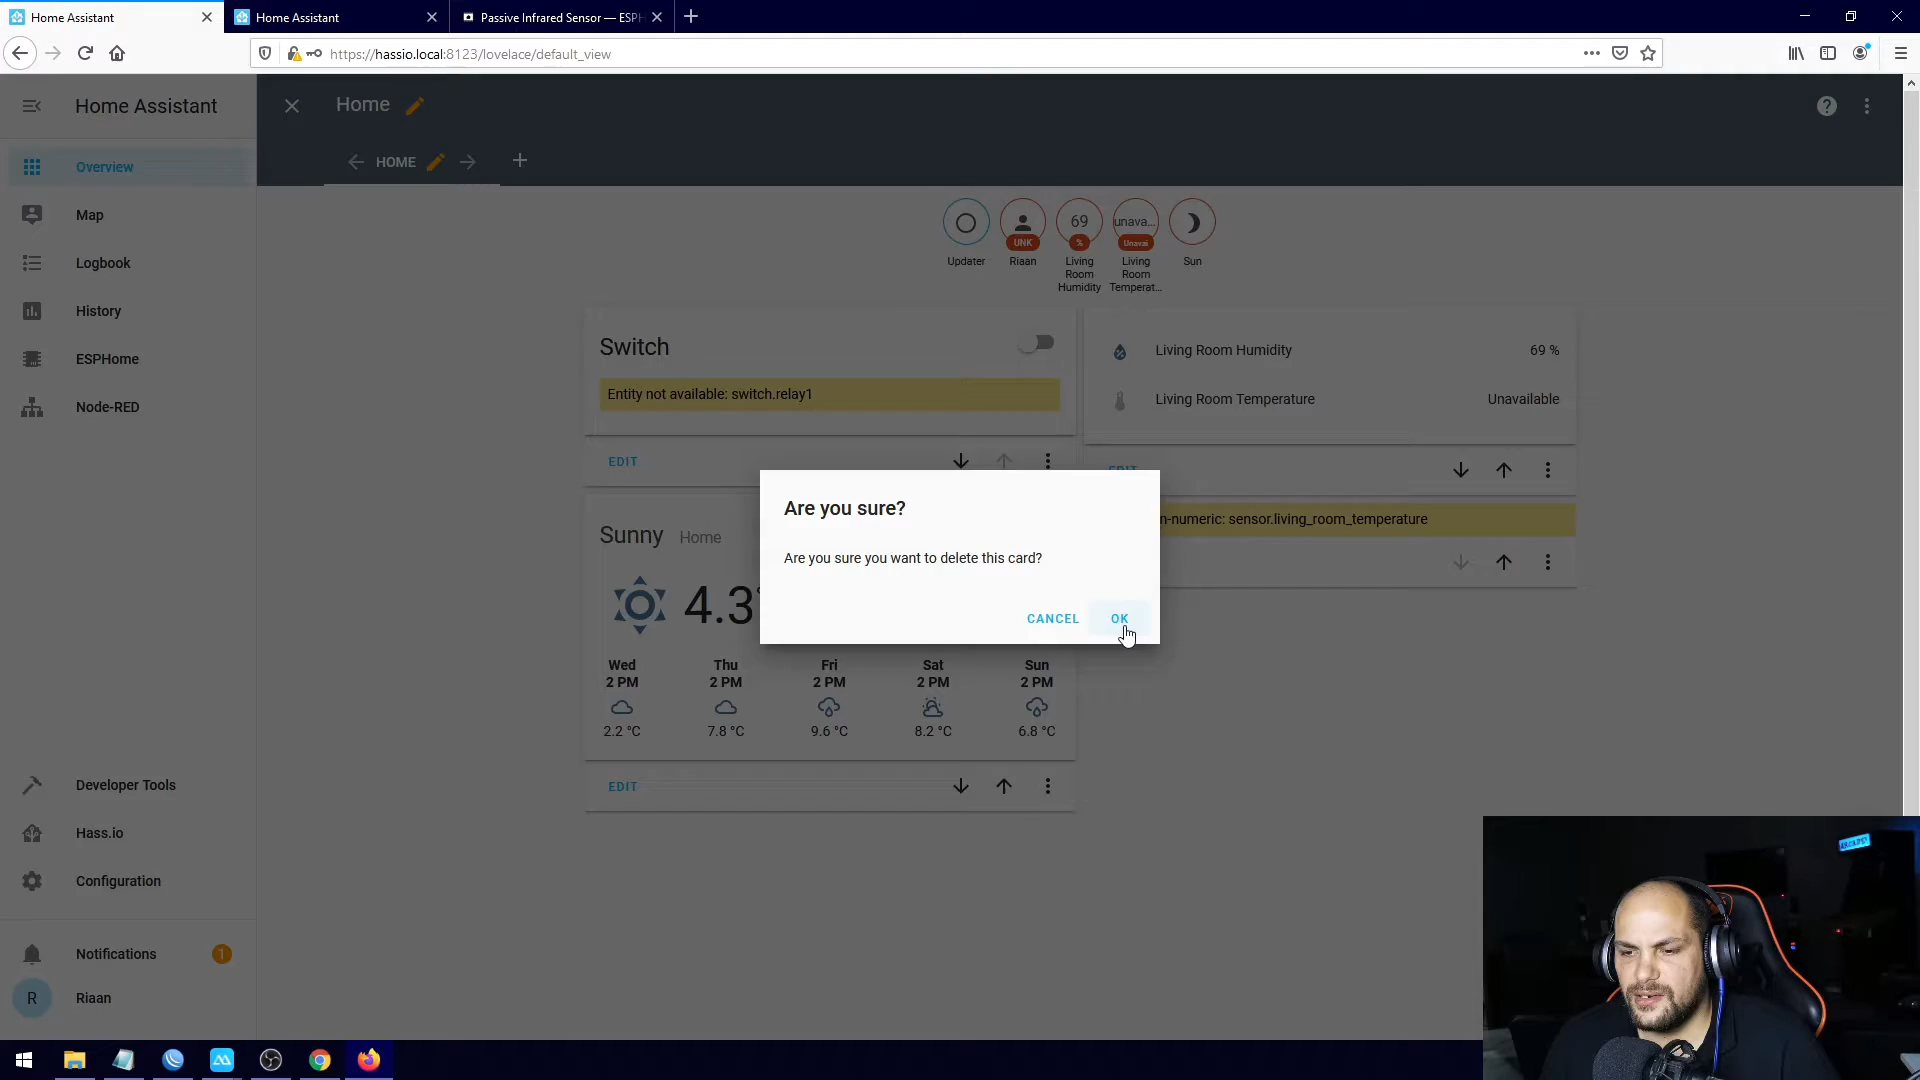 Home Assistant
Home Assistant
Passive Infrared Sensor — ESPH
https://hassio.local:8123/lovelace/default_view
Home Assistant
Home
HOME
Overview
Map
Logbook
History
ESPHome
Node-RED
Developer Tools
Hass.io
Configuration
Notifications
1
R
Riaan
69
unava...
UNK
%
Unavai
Updater
Riaan
Living Room Humidity
Living Room Temperat...
Sun
Switch
Entity not available: switch.relay1
EDIT
Living Room Humidity
69 %
Living Room Temperature
Unavailable
EDIT
n-numeric: sensor.living_room_temperature
Are you sure?
Are you sure you want to delete this card?
CANCEL
OK
Sunny
Home
4.3°
Wed
Thu
Fri
Sat
Sun
2 PM
2 PM
2 PM
2 PM
2 PM
2.2 °C
7.8 °C
9.6 °C
8.2 °C
6.8 °C
EDIT